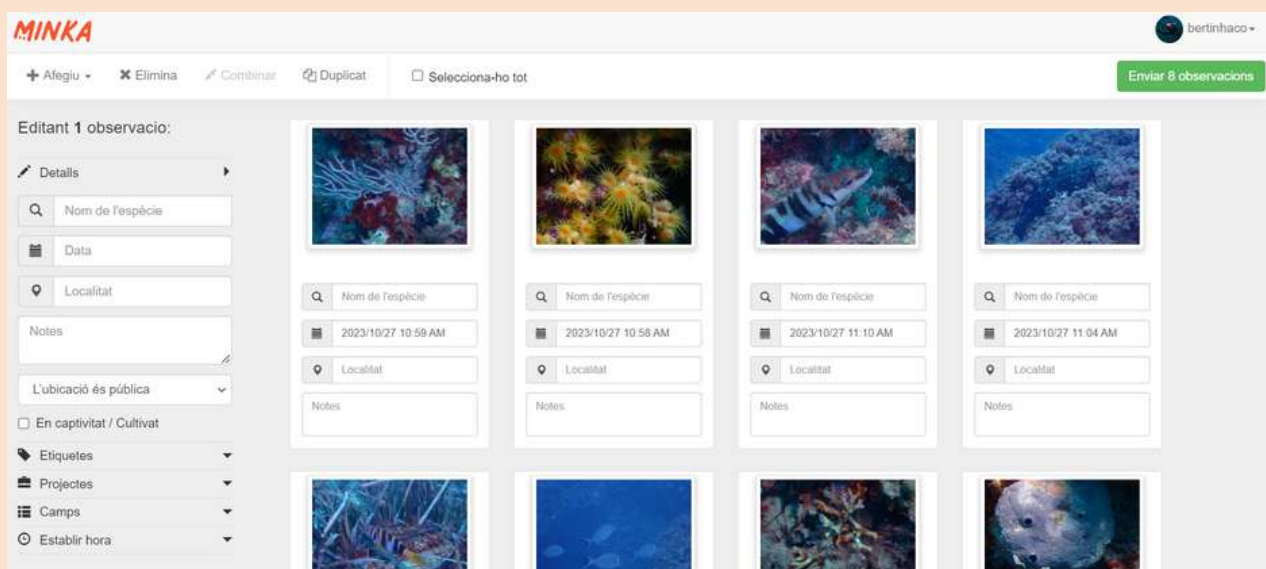 MINKA
bertinhaco
Afegiu
Elimina
Combinar
Duplicat
Selecciona-ho tot
Enviar 8 observacions
Editant 1 observacio:
Detalls
Nom de l'espècie
Data
Localitat
Notes
L'ubicació és pública
En captivitat / Cultivat
Etiquetes
Projectes
Camps
Establir hora
Nom de l'espècie
2023/10/27 10:59 AM
Localitat
Notes
Nom de l'espècie
2023/10/27 10:58 AM
Localitat
Notes
Nom de l'espècie
2023/10/27 11:10 AM
Localitat
Notes
Nom de l'espècie
2023/10/27 11:04 AM
Localitat
Notes